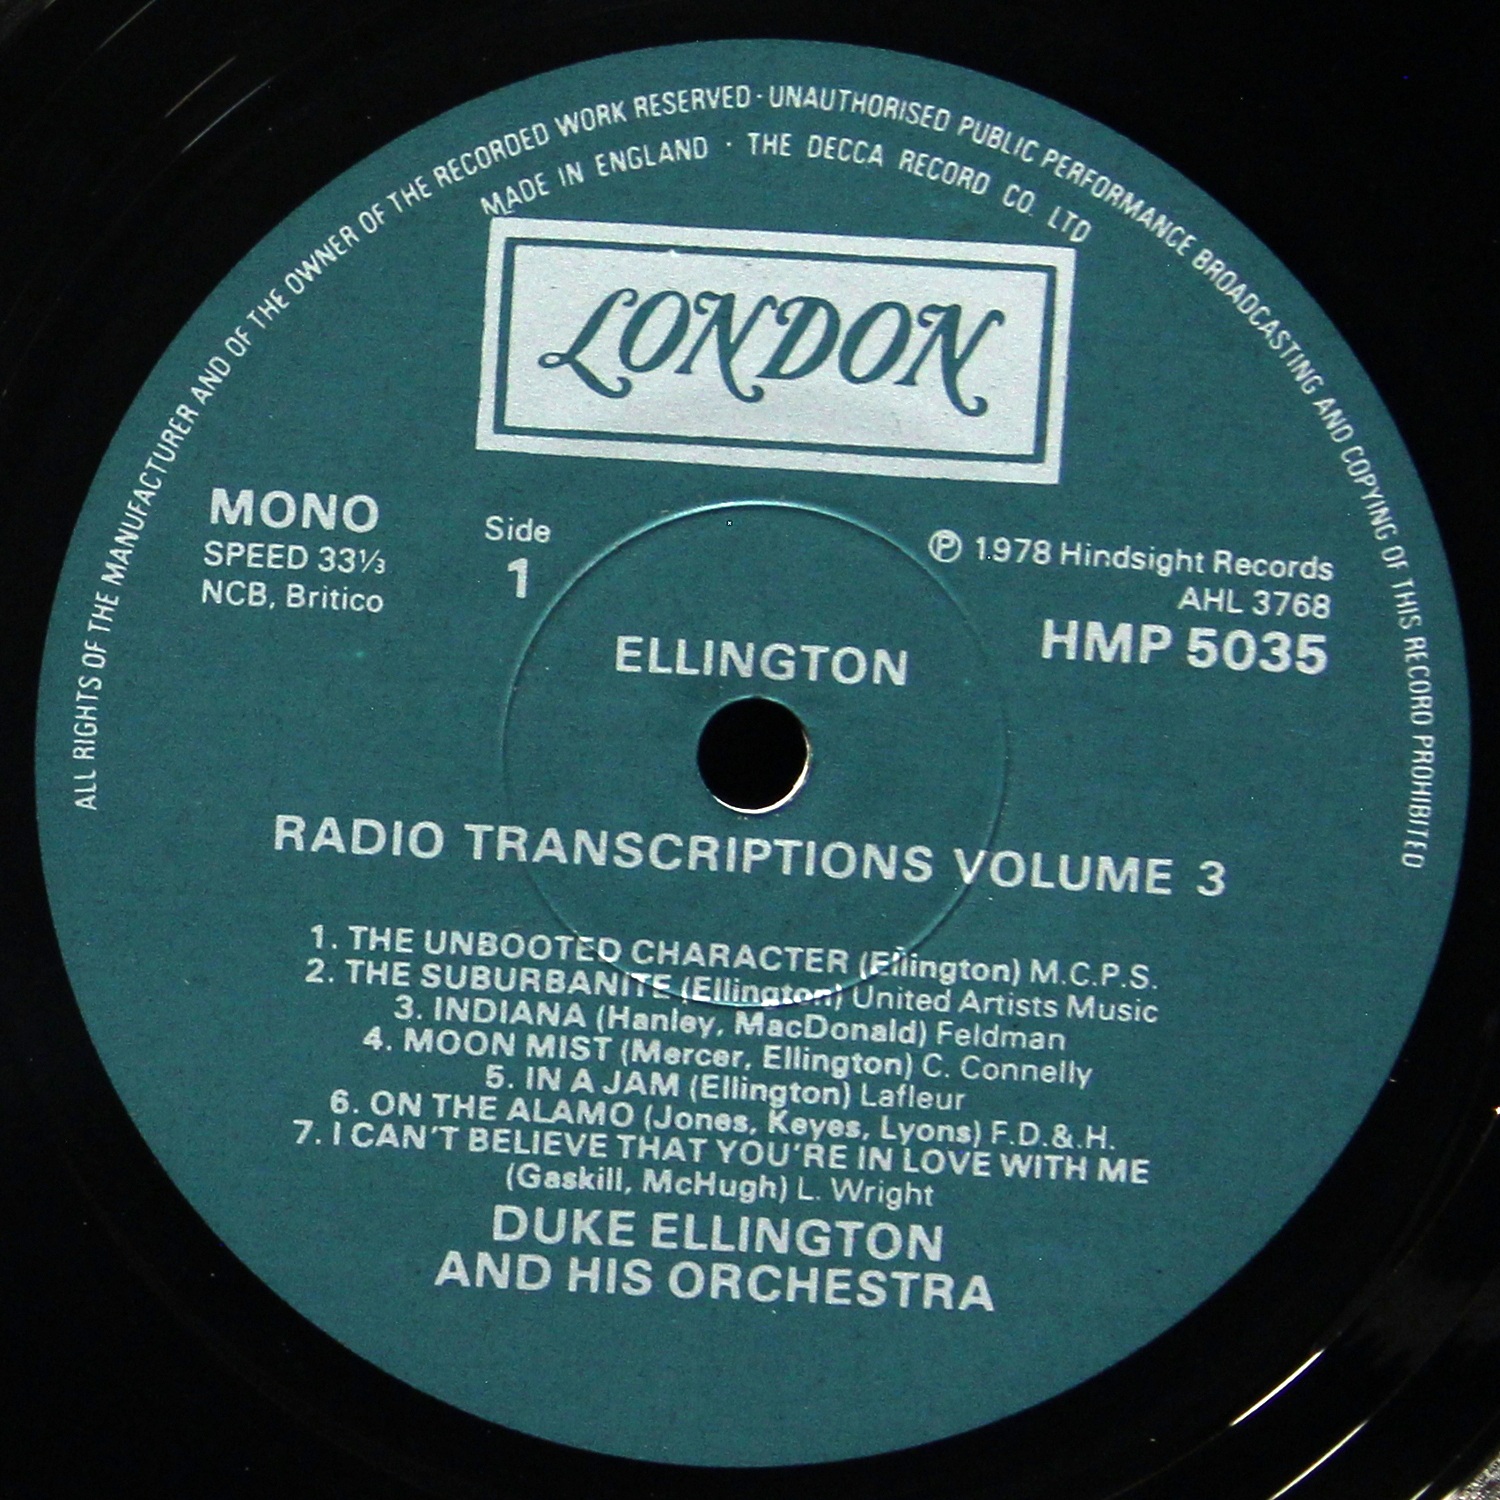 ALL RIGHTS OF THE MANUFACTURER AND OF THE OWNER OF THE RECORDED WORK RESERVED · UNAUTHORISED PUBLIC PERFORMANCE BROADCASTING AND COPYING OF THIS RECORD PROHIBITED
MADE IN ENGLAND · THE DECCA RECORD CO. LTD
LONDON
MONO
SPEED 33⅓
NCB, Britico
Side
1
℗ 1978 Hindsight Records
AHL 3768
HMP 5035
ELLINGTON
RADIO TRANSCRIPTIONS VOLUME 3
1. THE UNBOOTED CHARACTER (Ellington) M.C.P.S.
2. THE SUBURBANITE (Ellington) United Artists Music
3. INDIANA (Hanley, MacDonald) Feldman
4. MOON MIST (Mercer, Ellington) C. Connelly
5. IN A JAM (Ellington) Lafleur
6. ON THE ALAMO (Jones, Keyes, Lyons) F.D.&.H.
7. I CAN'T BELIEVE THAT YOU'RE IN LOVE WITH ME
(Gaskill, McHugh) L. Wright
DUKE ELLINGTON
AND HIS ORCHESTRA